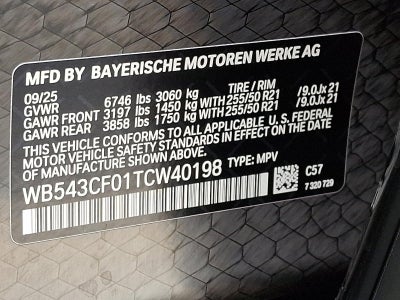 MFD BY BAYERISCHE MOTOREN WERKE AG
09/25 TIRE / RIM
GVWR 6746 lbs 3060 kg
GAWR FRONT 3197 lbs 1450 kg WITH 255/50 R21 /9.0Jx 21
GAWR REAR 3858 lbs 1750 kg WITH 255/50 R21 /9.0Jx 21
THIS VEHICLE CONFORMS TO ALL APPLICABLE U.S. FEDERAL
MOTOR VEHICLE SAFETY STANDARDS IN EFFECT ON THE DATE OF
MANUFACTURE SHOWN ABOVE.
WB543CF01TCW40198 TYPE: MPV
C57
7 320 729